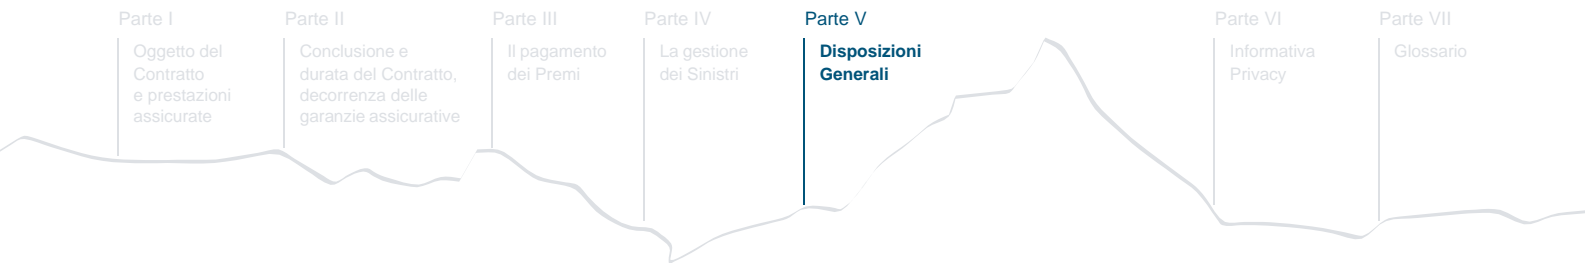 Parte I
Oggetto del
Contratto
e prestazioni
assicurate
Parte II
Conclusione e
durata del Contratto,
decorrenza delle
garanzie assicurative
Parte III
Il pagamento
dei Premi
Parte IV
La gestione
dei Sinistri
Parte V
Disposizioni
Generali
Parte VI
Informativa
Privacy
Parte VII
Glossario